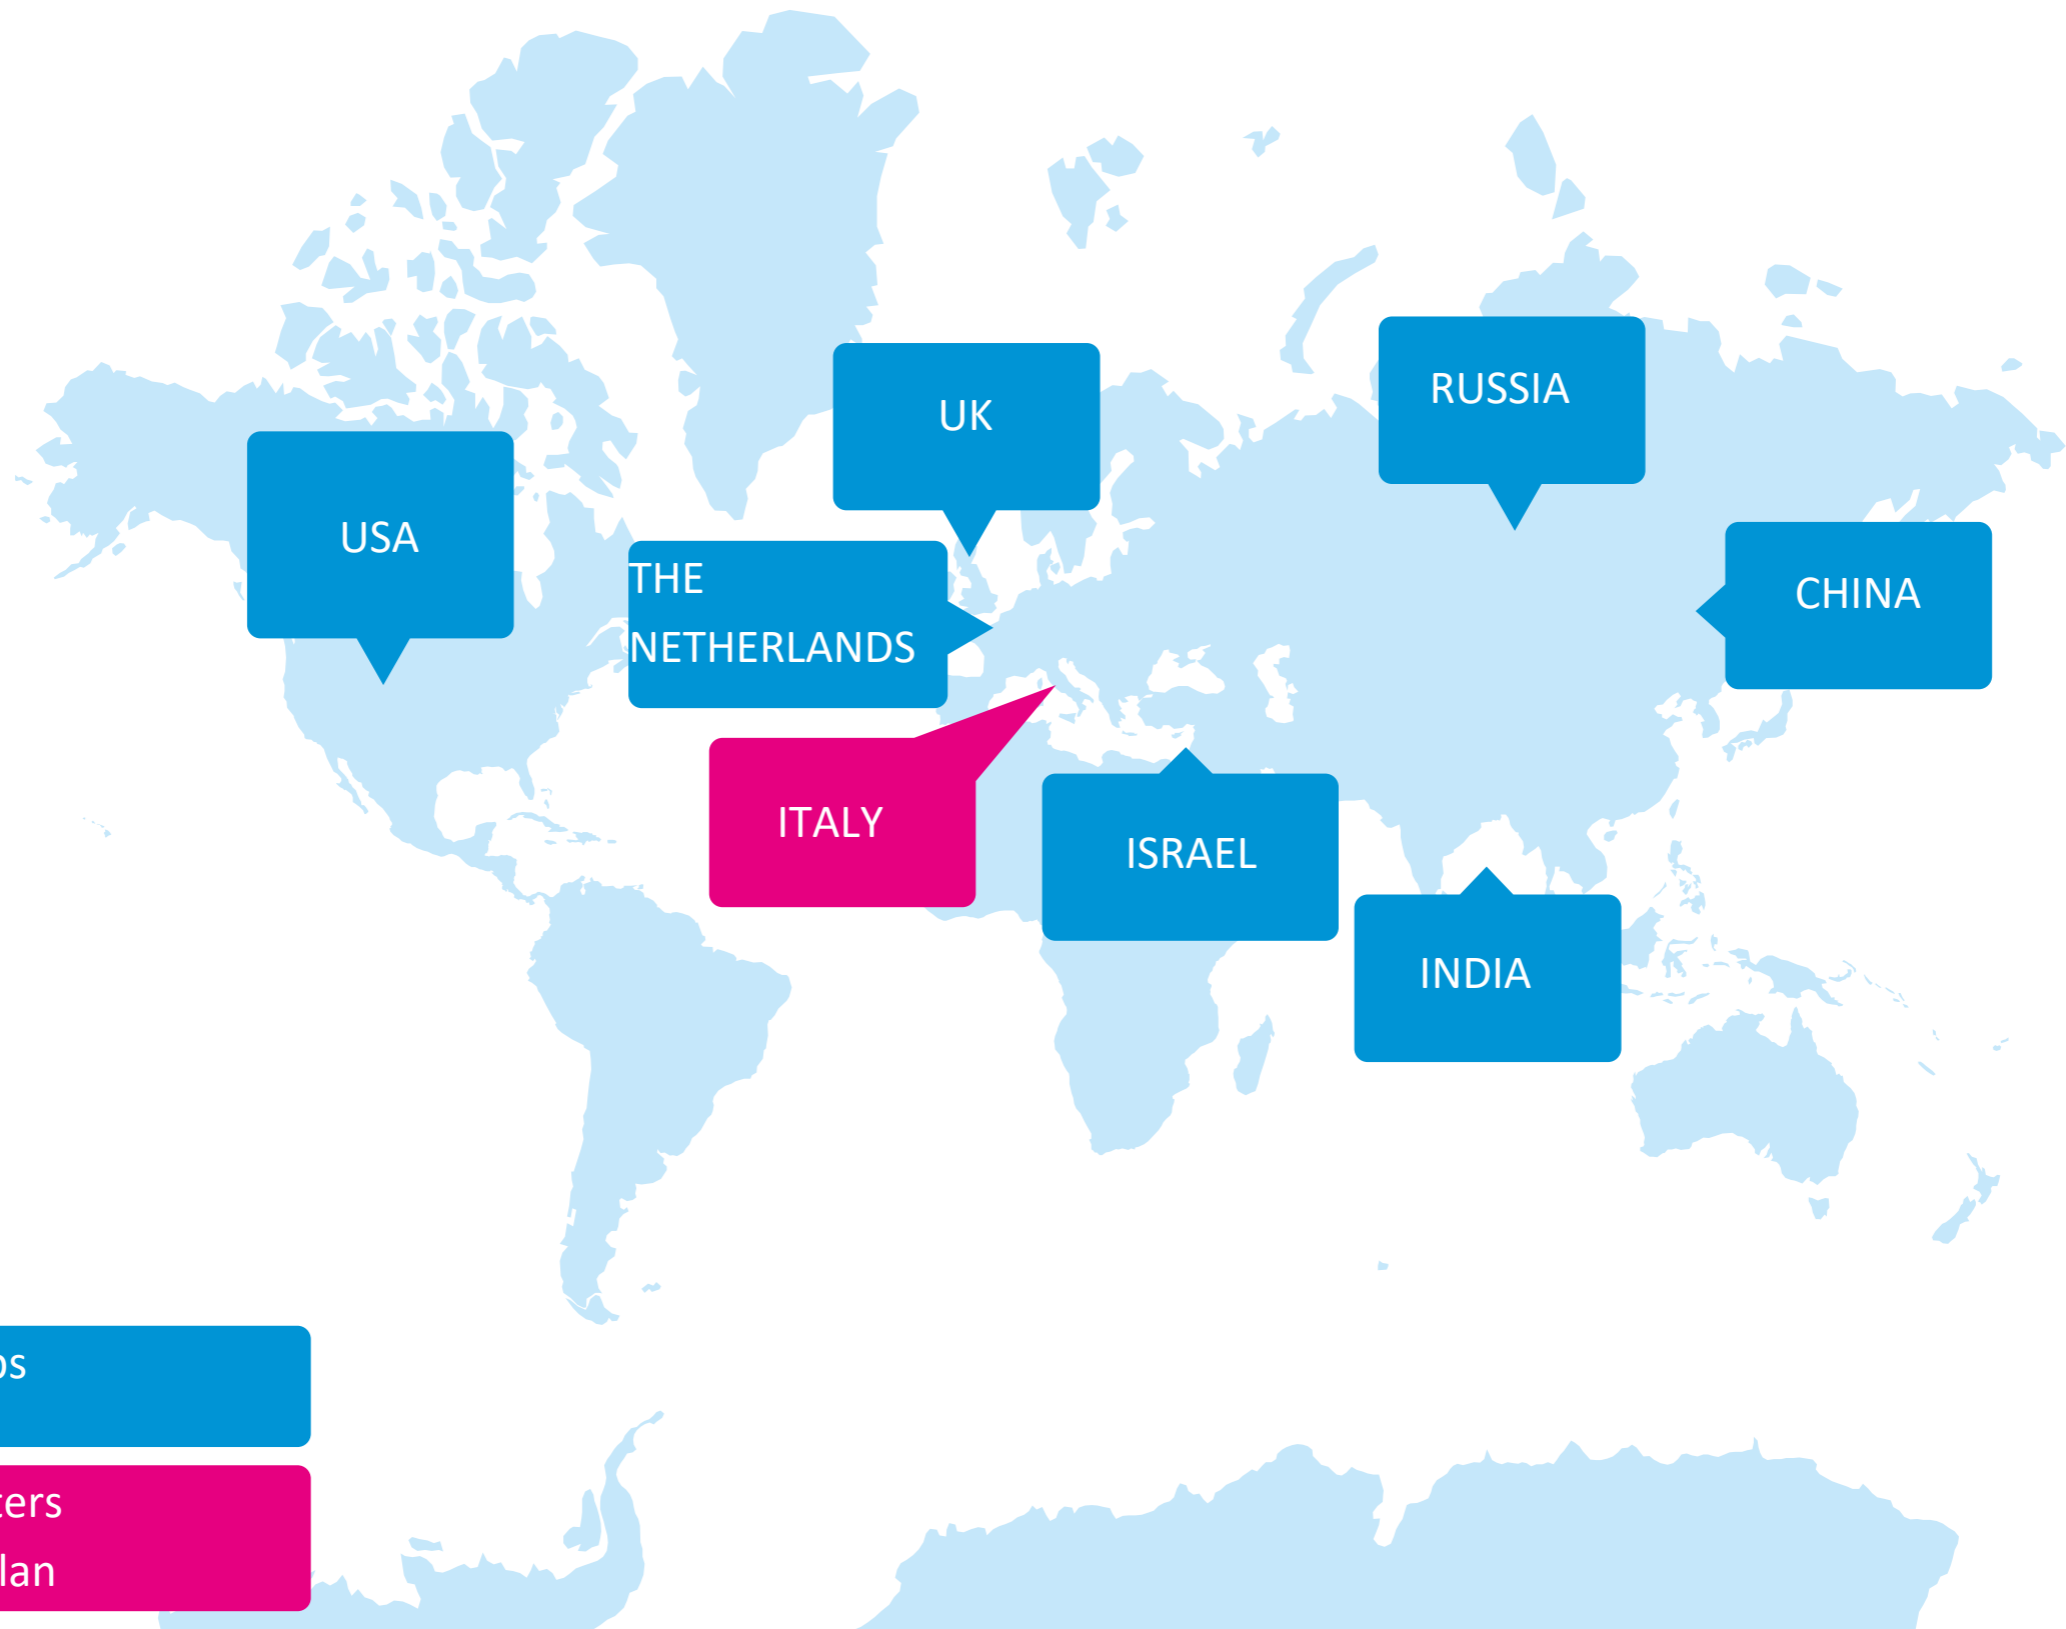 RUSSIA
UK
USA
THE
NETHERLANDS
CHINA
ITALY
ISRAEL
INDIA